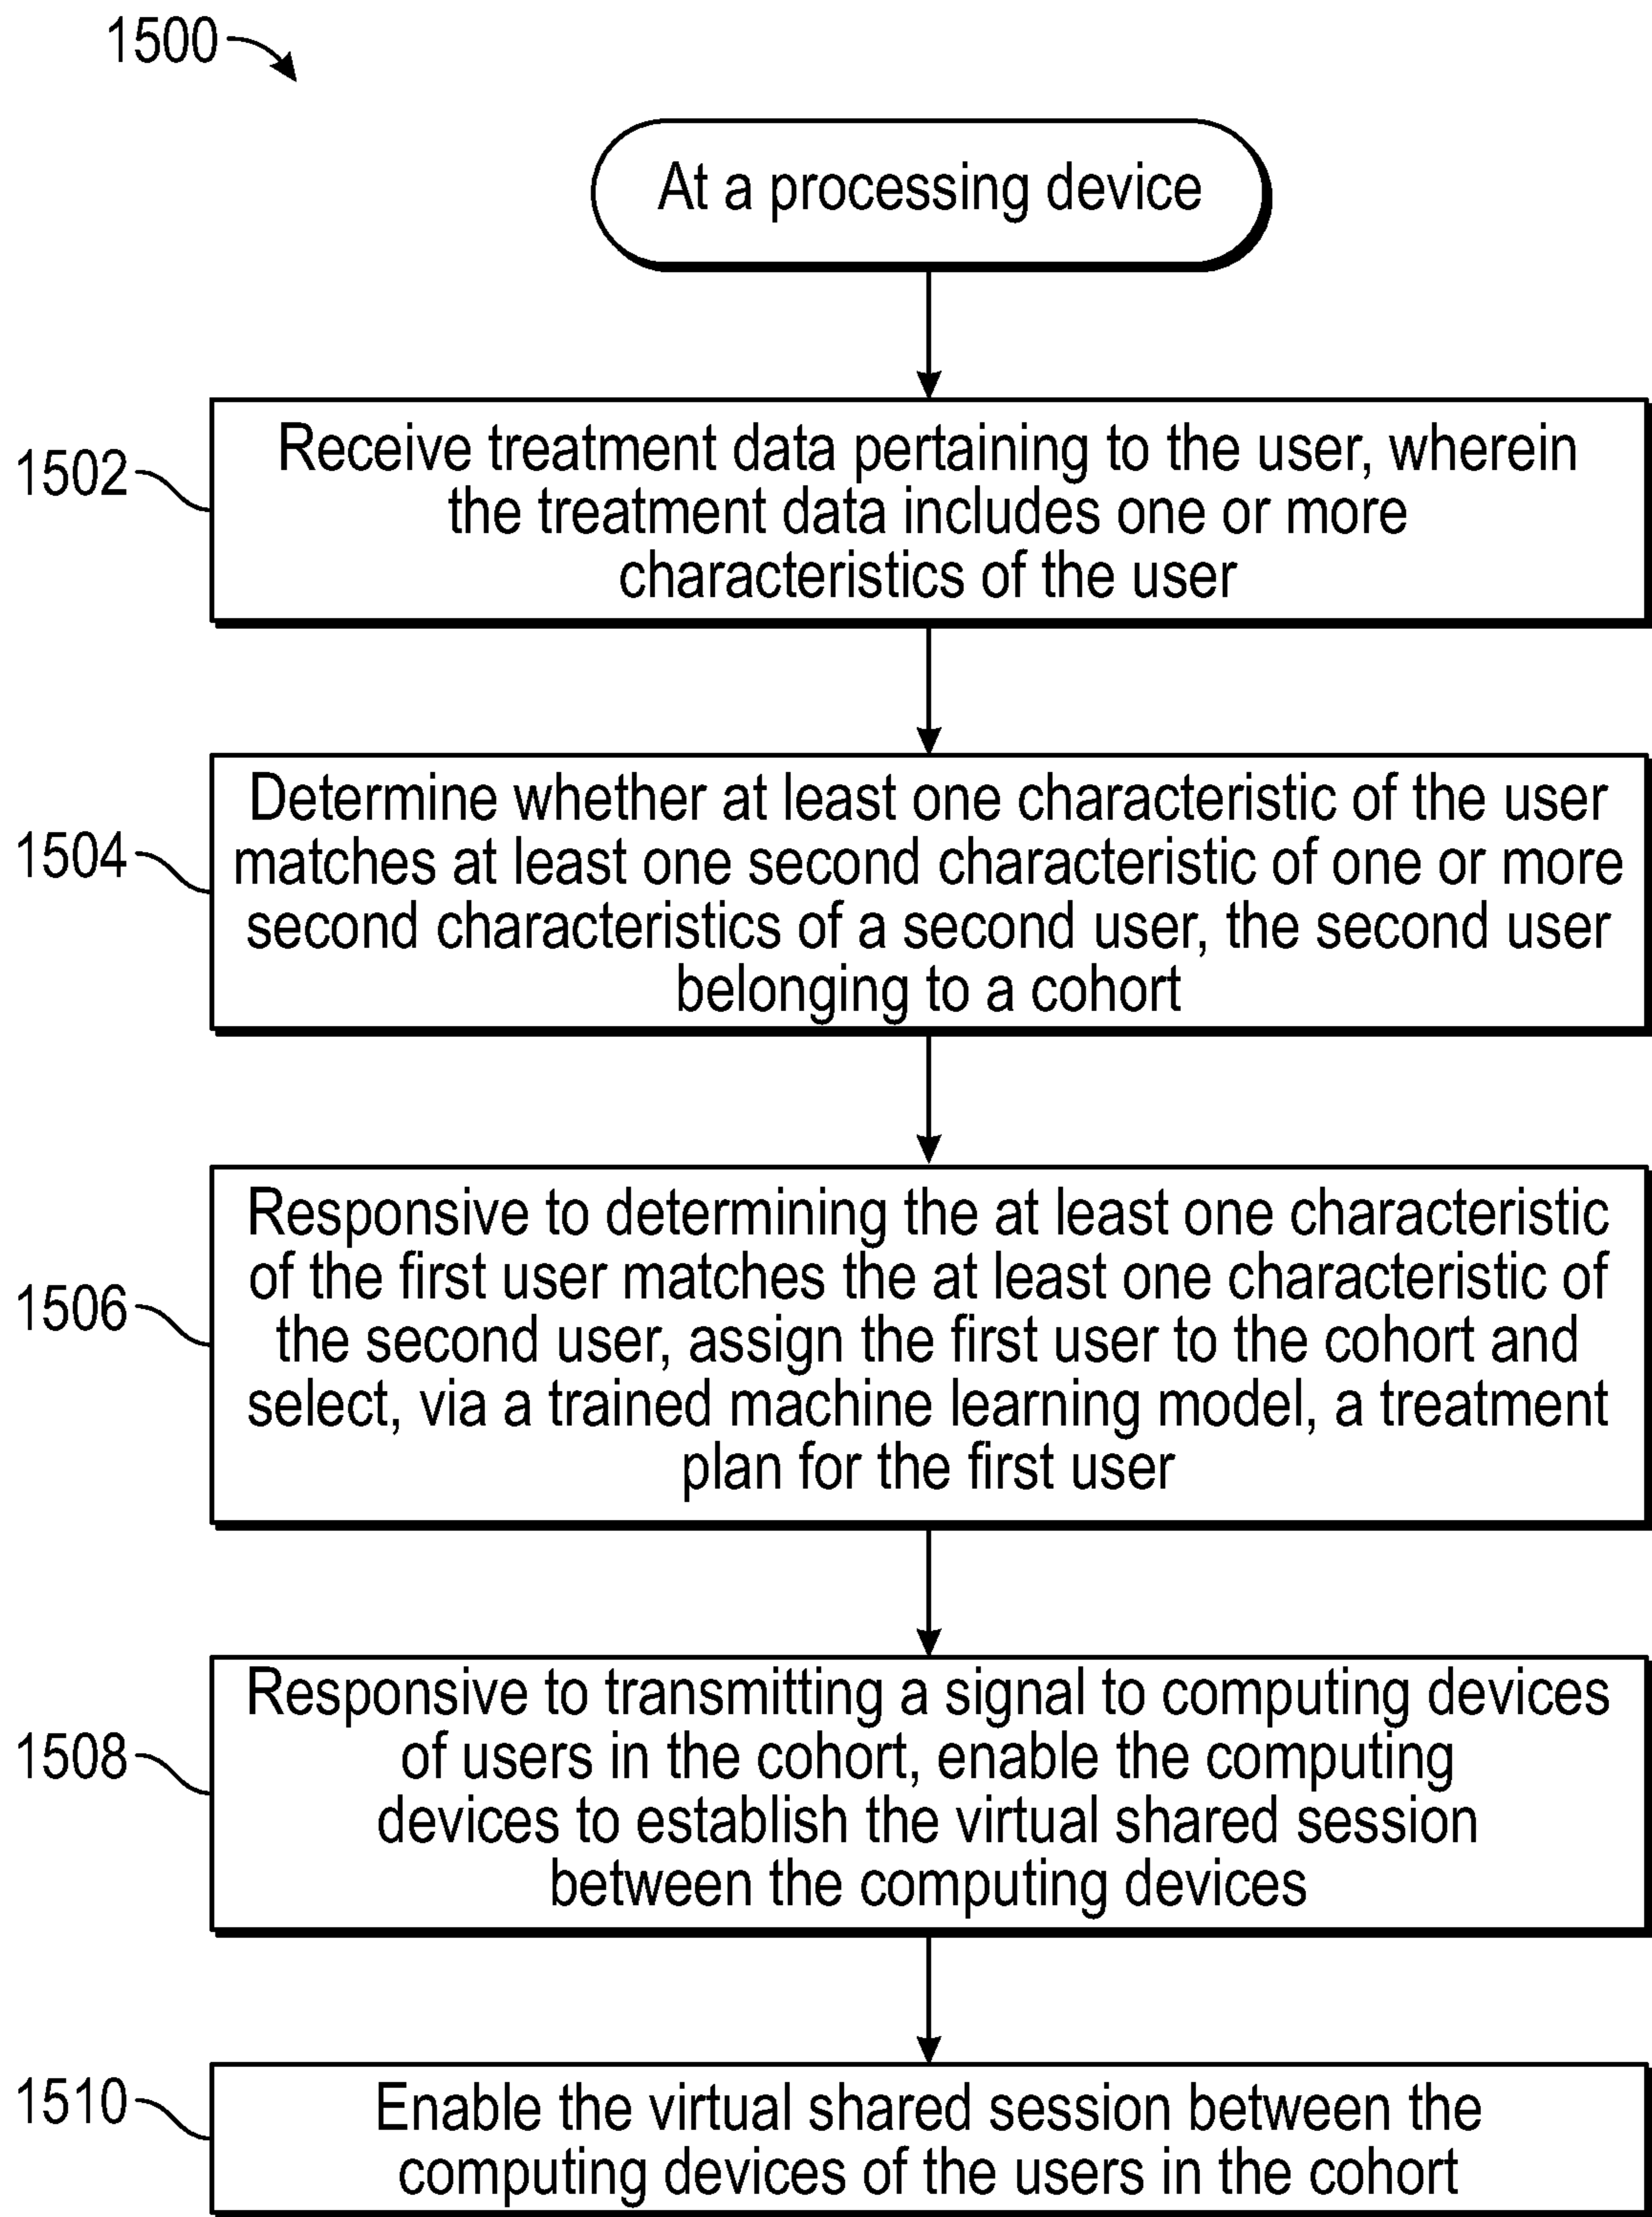 1500
At a processing device
1502
Receive treatment data pertaining to the user, wherein
the treatment data includes one or more
characteristics of the user
1504
Determine whether at least one characteristic of the user
matches at least one second characteristic of one or more
second characteristics of a second user, the second user
belonging to a cohort
1506
Responsive to determining the at least one characteristic
of the first user matches the at least one characteristic of
the second user, assign the first user to the cohort and
select, via a trained machine learning model, a treatment
plan for the first user
1508
Responsive to transmitting a signal to computing devices
of users in the cohort, enable the computing
devices to establish the virtual shared session
between the computing devices
1510
Enable the virtual shared session between the
computing devices of the users in the cohort